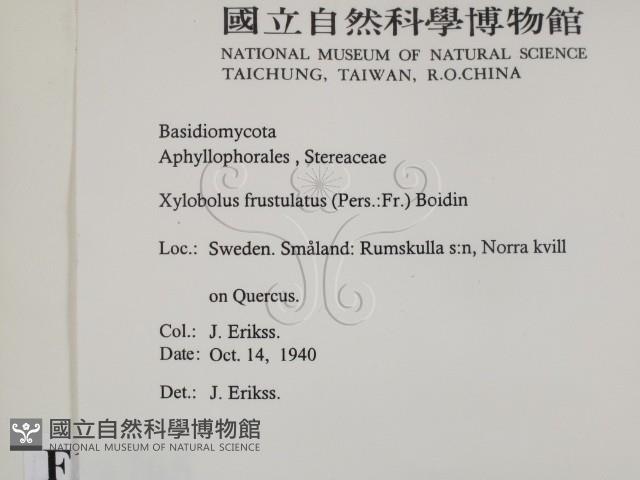 國立自然科學博物館
NATIONAL MUSEUM OF NATURAL SCIENCE
TAICHUNG, TAIWAN, R.O.CHINA
Basidiomycota
Aphyllophorales , Stereaceae
Xylobolus frustulatus (Pers.:Fr.) Boidin
Loc.: Sweden. Småland: Rumskulla s:n, Norra kvill
on Quercus.
Col.: J. Erikss.
Date: Oct. 14, 1940
Det.: J. Erikss.
國立自然科學博物館
NATIONAL MUSEUM OF NATURAL SCIENCE
F